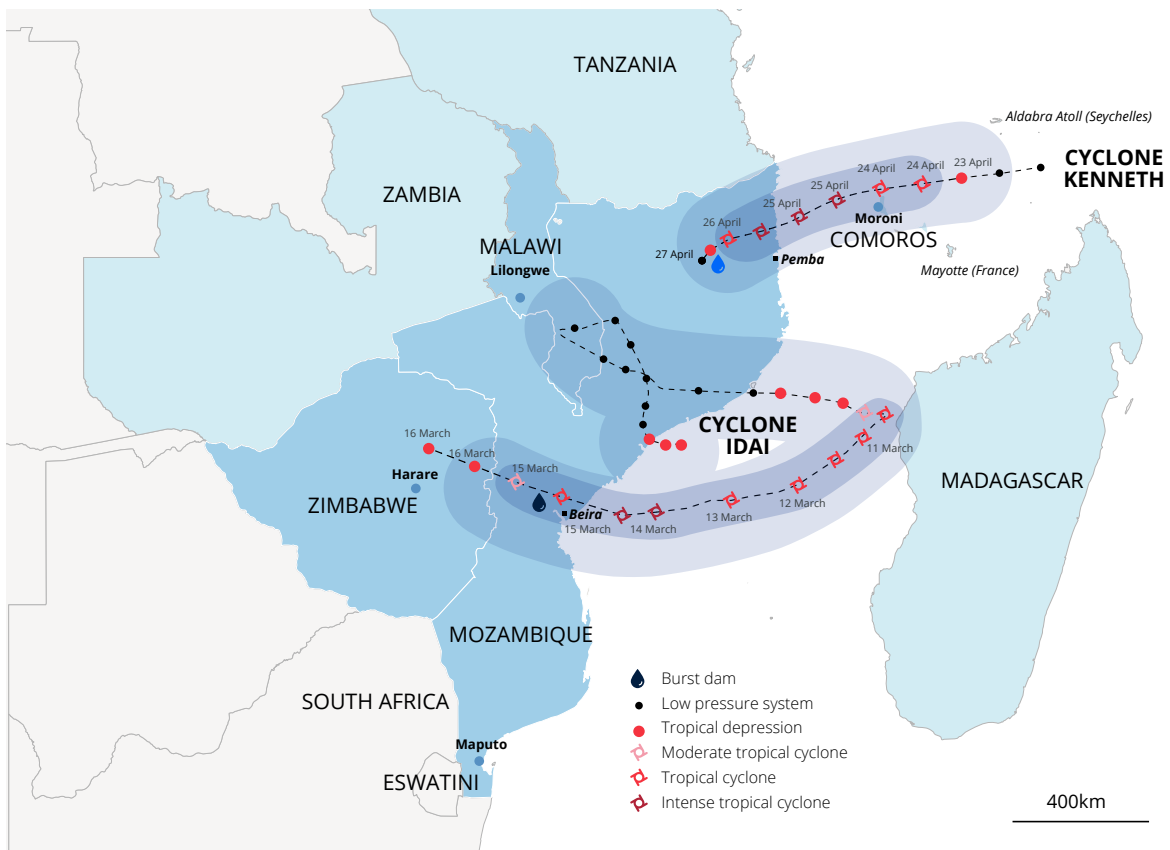 TANZANIA
Aldabra Atoll (Seychelles)
24 April
24 April
23 April
CYCLONE
KENNETH
ZAMBIA
25 April
25 April
26 April
Moroni
COMOROS
MALAWI
27 April
Pemba
Lilongwe
Mayotte (France)
CYCLONE
IDAI
16 March
16 March
11 March
15 March
Harare
MADAGASCAR
ZIMBABWE
12 March
Beira
13 March
15 March
14 March
MOZAMBIQUE
SOUTH AFRICA
Maputo
ESWATINI
Burst dam
Low pressure system
Tropical depression
Moderate tropical cyclone
Tropical cyclone
Intense tropical cyclone
400km